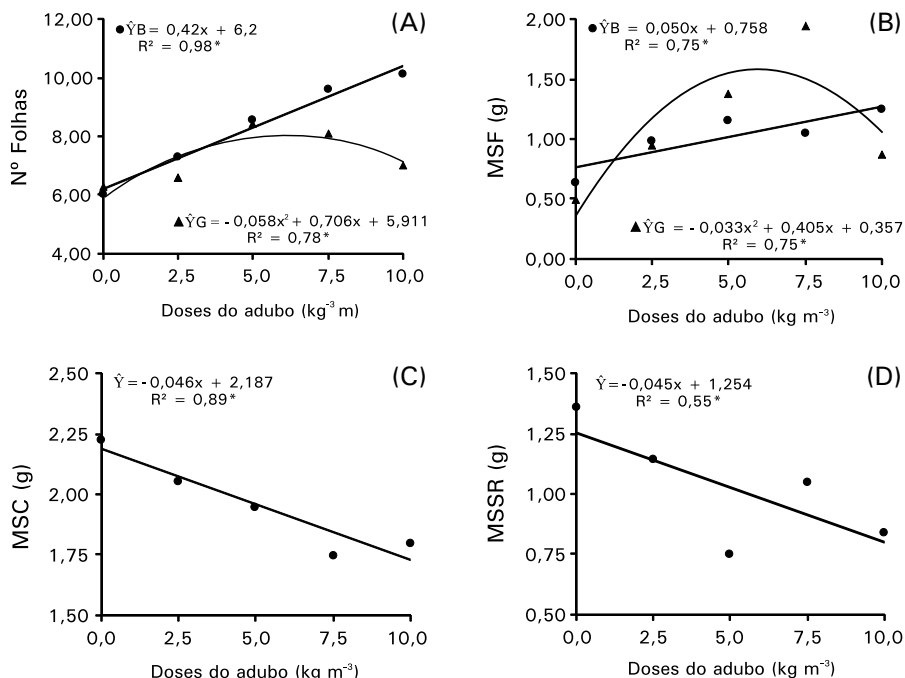 (A)
ŶB = 0,42x + 6,2
R² = 0,98*
12,00
10,00
8,00
6,00
4,00
Nº Folhas
ŶG = - 0,058x² + 0,706x + 5,911
R² = 0,78*
0,0 2,5 5,0 7,5 10,0
Doses do adubo (kg⁻³ m)
(B)
ŶB = 0,050x + 0,758
R² = 0,75*
2,00
1,50
1,00
0,50
0,00
MSF (g)
ŶG = -0,033x² + 0,405x + 0,357
R² = 0,75*
0,0 2,5 5,0 7,5 10,0
Doses do adubo (kg m⁻³)
(C)
Ŷ = - 0,046x + 2,187
R² = 0,89*
2,50
2,25
2,00
1,75
1,50
MSC (g)
0,0 2,5 5,0 7,5 10,0
Doses do adubo (kg m⁻³)
(D)
Ŷ = -0,045x + 1,254
R² = 0,55*
1,50
1,25
1,00
0,75
0,50
MSSR (g)
0,0 2,5 5,0 7,5 10,0
Doses do adubo (kg m⁻³)